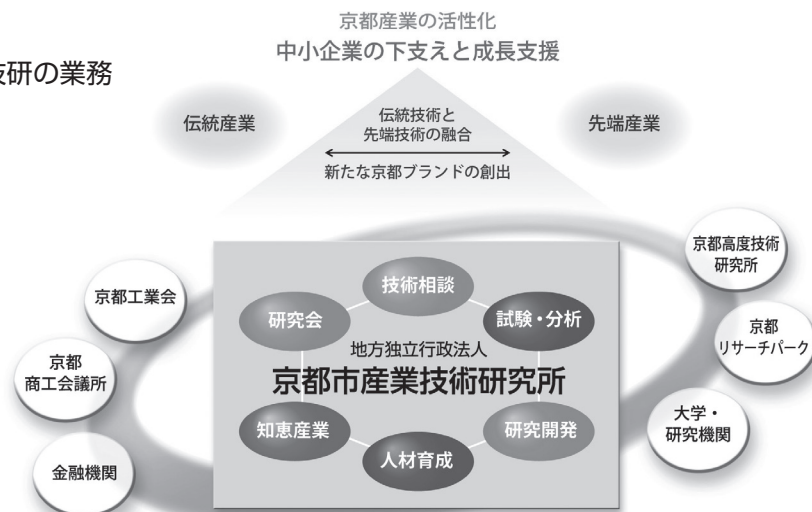 京都産業の活性化
中小企業の下支えと成長支援
技研の業務
伝統産業
伝統技術と
先端技術の融合
先端産業
新たな京都ブランドの創出
京都高度技術
研究所
京都工業会
技術相談
研究会
試験・分析
京都
リサーチパーク
地方独立行政法人
京都市産業技術研究所
京都
商工会議所
知恵産業
研究開発
大学・
研究機関
人材育成
金融機関